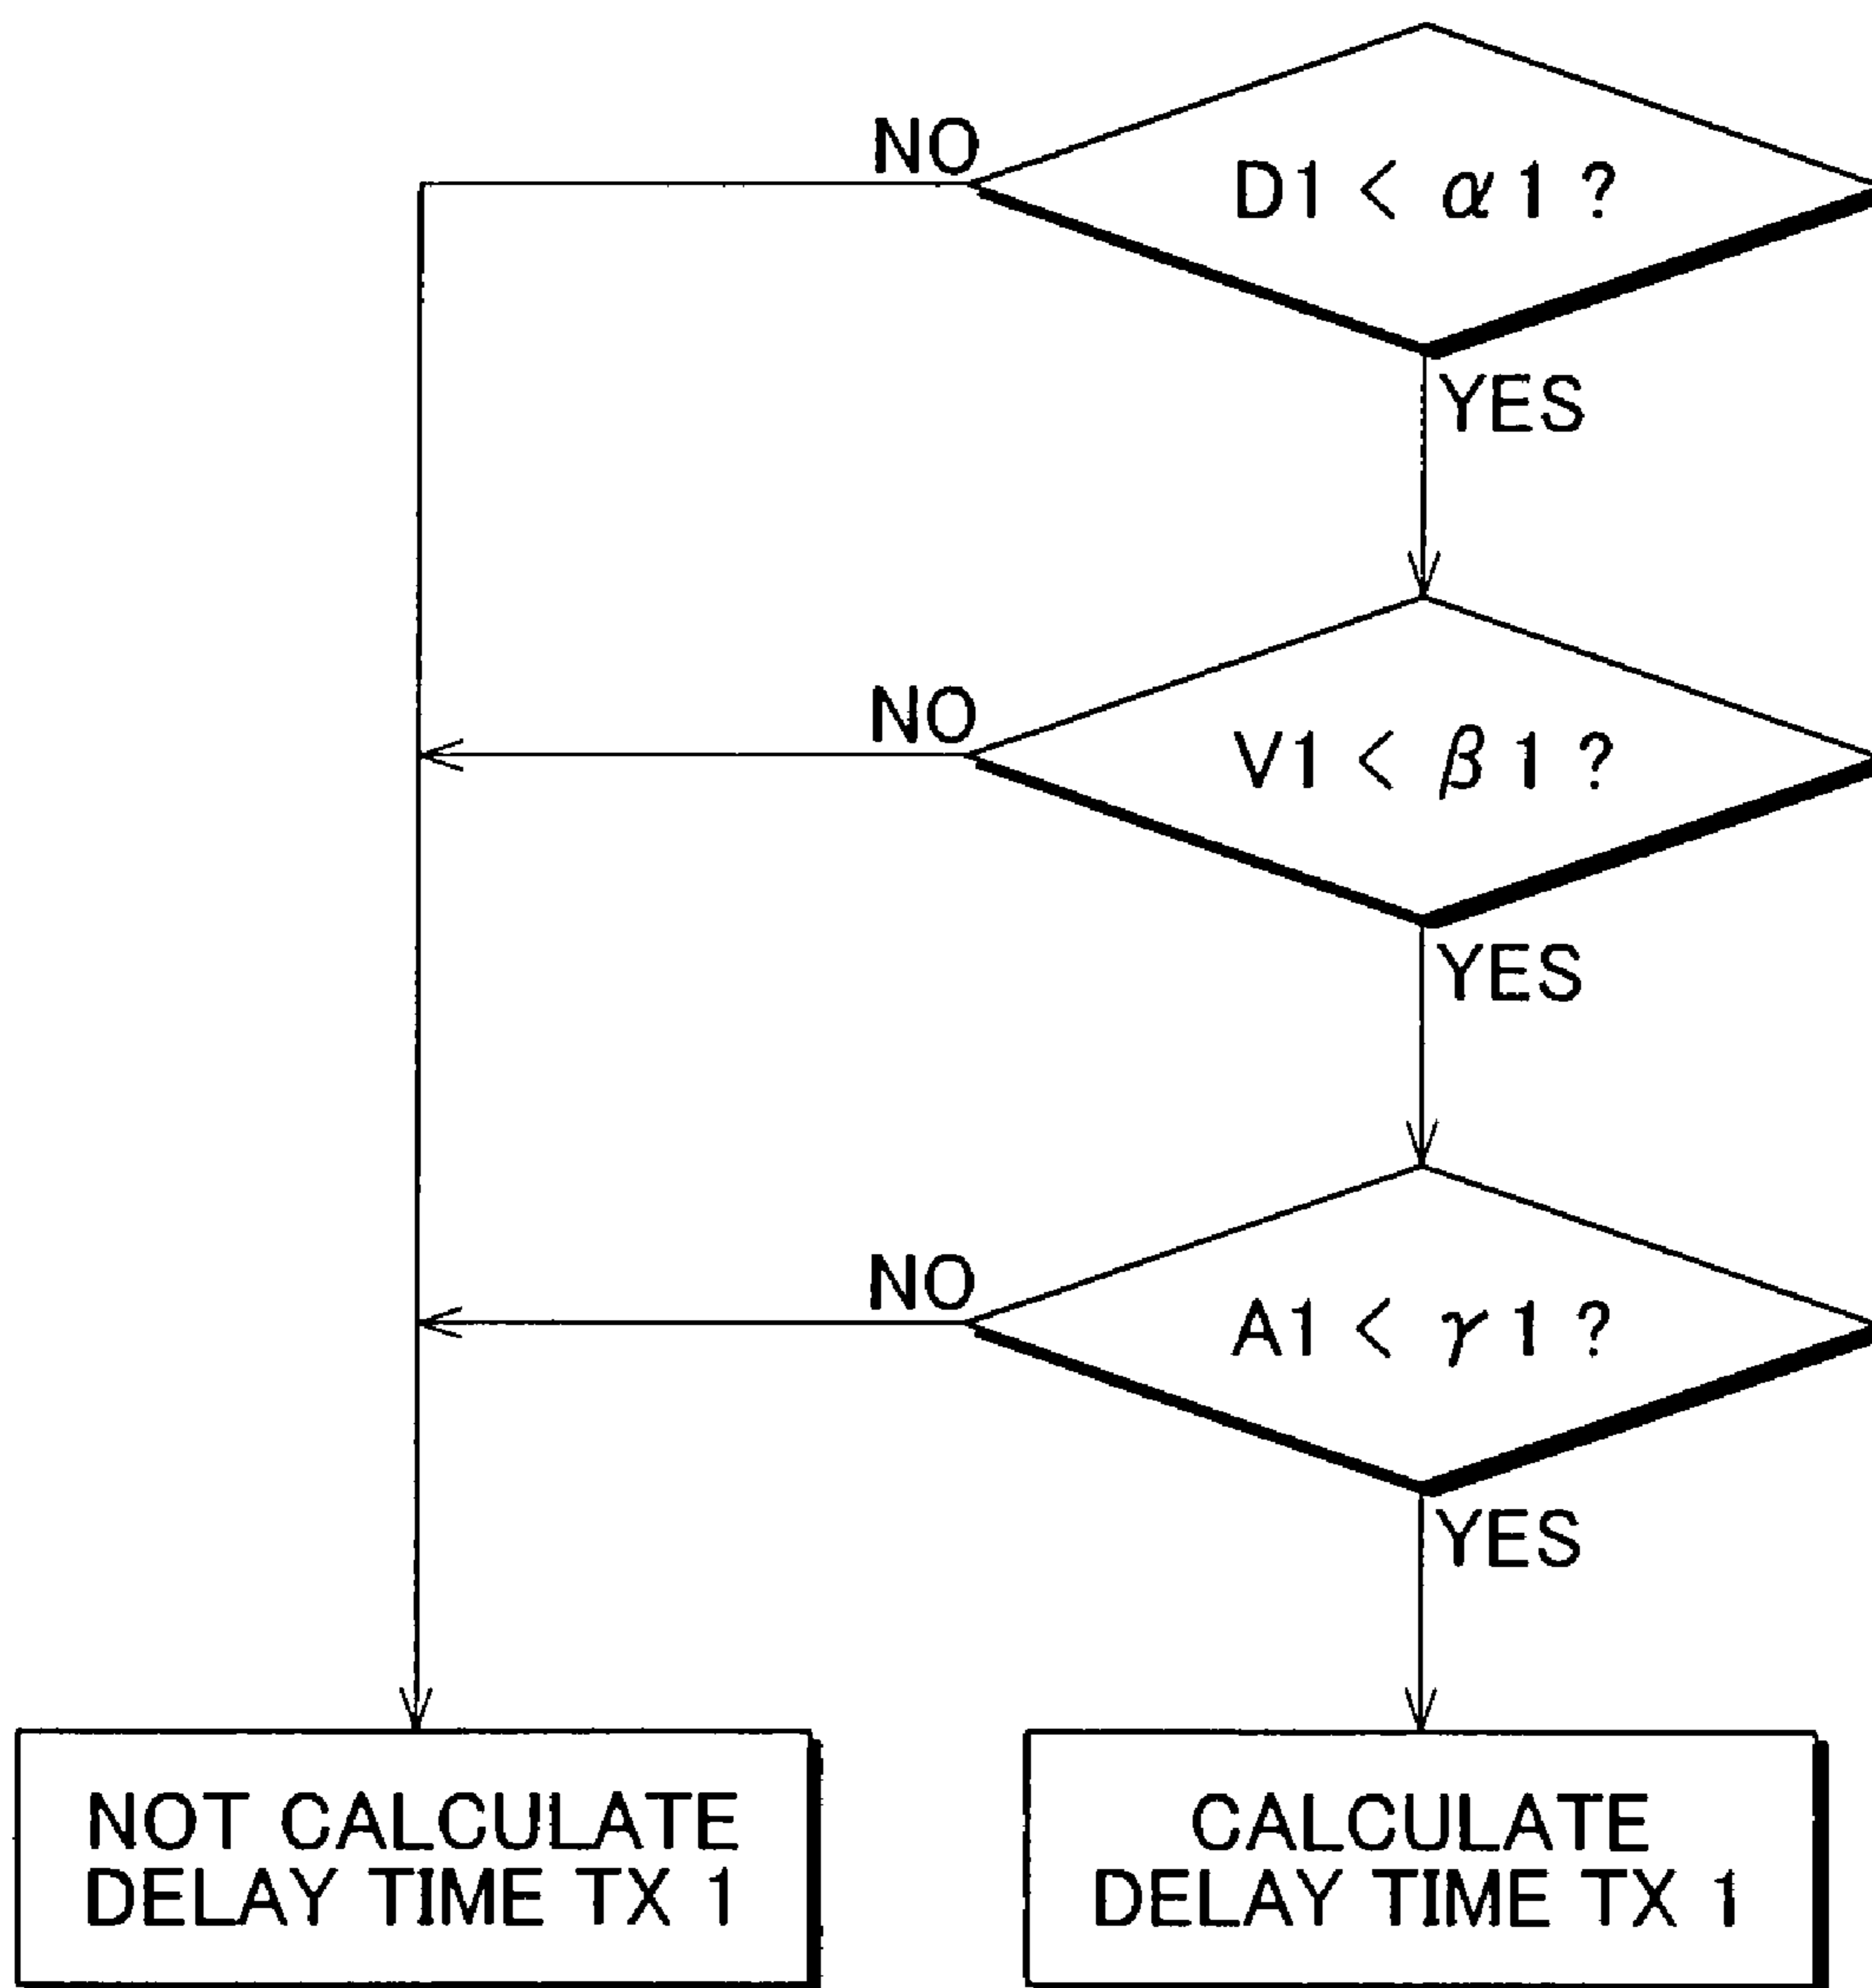 NO
D1 < α1 ?
YES
NO
V1 < β1 ?
YES
NO
A1 < γ1 ?
YES
NOT CALCULATE
DELAY TIME TX 1
CALCULATE
DELAY TIME TX 1